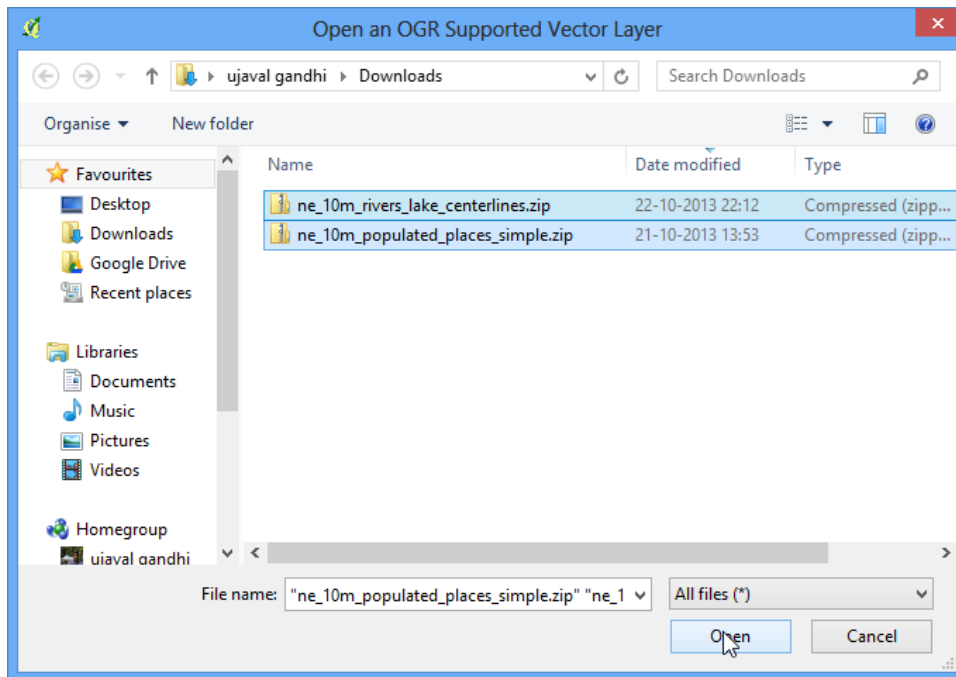 Open an OGR Supported Vector Layer
ujaval gandhi Downloads Search Downloads
Organise New folder
Name Date modified Type
Favourites
Desktop
Downloads
Google Drive
Recent places
Libraries
Documents
Music
Pictures
Videos
Homegroup
ujaval gandhi
ne_10m_rivers_lake_centerlines.zip 22-10-2013 22:12 Compressed (zipp...
ne_10m_populated_places_simple.zip 21-10-2013 13:53 Compressed (zipp...
File name: "ne_10m_populated_places_simple.zip" "ne_1 All files (*)
Open Cancel